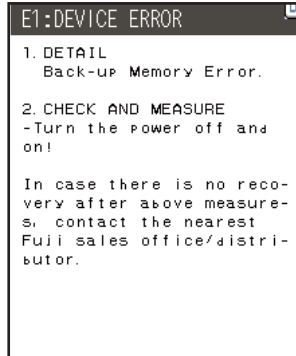 E1:DEVICE ERROR
1. DETAIL
Back-up Memory Error.
2. CHECK AND MEASURE
-Turn the power off and
on!
In case there is no reco-
very after above measure-
s, contact the nearest
Fuji sales office/distri-
butor.